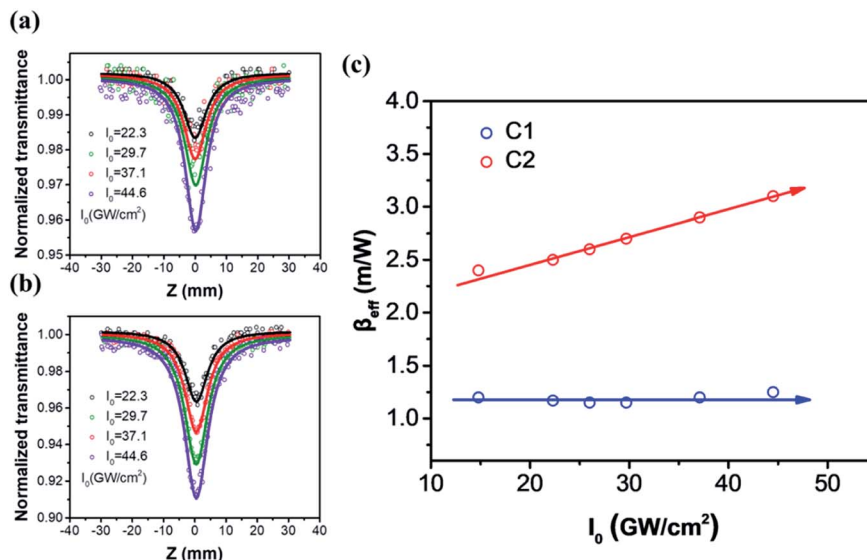 (a)
Normalized transmittance
1.00
0.99
0.98
0.97
0.96
0.95
I₀=22.3
I₀=29.7
I₀=37.1
I₀=44.6
I₀(GW/cm²)
-40 -30 -20 -10 0 10 20 30 40
Z (mm)
(b)
Normalized transmittance
1.00
0.98
0.96
0.94
0.92
0.90
I₀=22.3
I₀=29.7
I₀=37.1
I₀=44.6
I₀(GW/cm²)
-40 -30 -20 -10 0 10 20 30 40
Z (mm)
(c)
β_eff (m/W)
4.0
3.5
3.0
2.5
2.0
1.5
1.0
C1
C2
10 20 30 40 50
I₀ (GW/cm²)